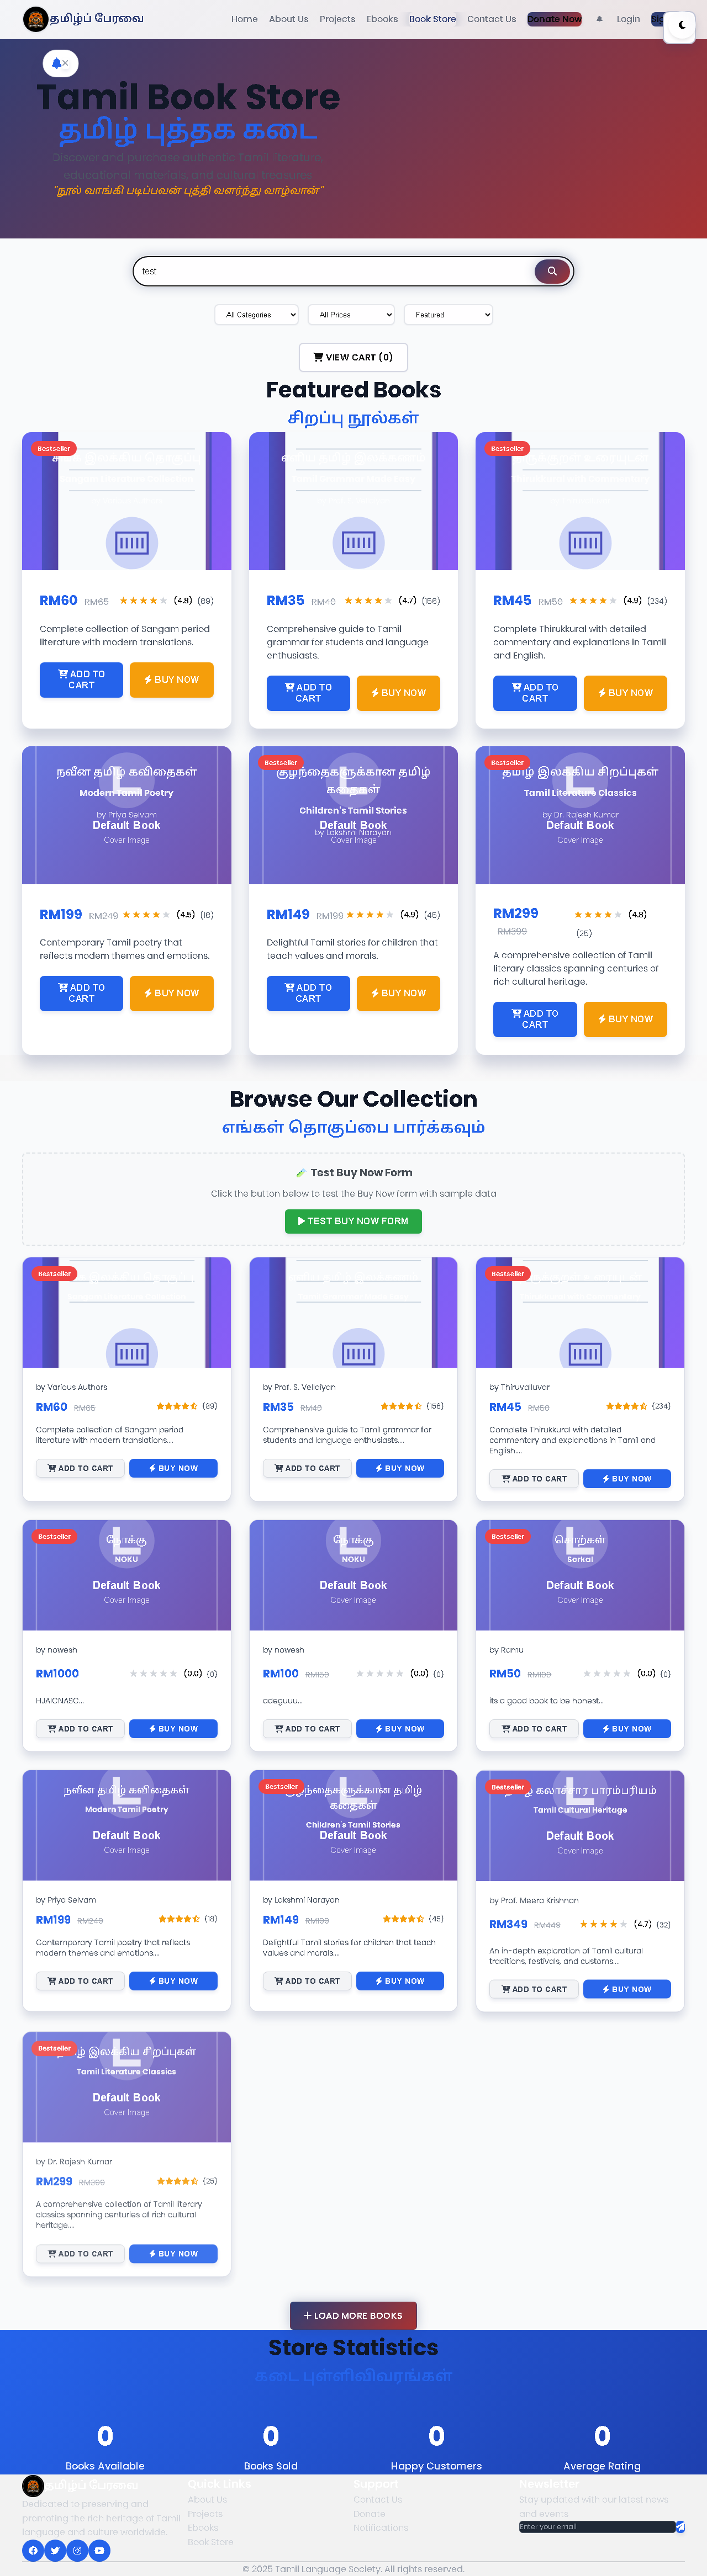 தமிழ்ப் பேரவை
Home About Us Projects Ebooks Book Store Contact Us Donate Now Login
Tamil Book Store
தமிழ் புத்தக கடை
Discover and purchase authentic Tamil literature,
educational materials, and cultural treasures.
"நூல் வாங்கி படிப்பவன் புத்தி வளர்ந்து வாழ்வான்"
test
All Categories All Prices Featured
VIEW CART (0)
Featured Books
சிறப்பு நூல்கள்
Bestseller
RM60 RM65 (4.8) (89)
Complete collection of Sangam period
literature with modern translations.
ADD TO
CART
BUY NOW
RM35 RM40 (4.7) (156)
Comprehensive guide to Tamil
grammar for students and language
enthusiasts.
ADD TO
CART
BUY NOW
Bestseller
RM45 RM50 (4.9) (234)
Complete Thirukkural with detailed
commentary and explanations in Tamil
and English.
ADD TO
CART
BUY NOW
நவீன தமிழ் கவிதைகள்
Modern Tamil Poetry
by Priya Selvam
Default Book
Cover Image
RM199 RM249 (4.5) (18)
Contemporary Tamil poetry that
reflects modern themes and emotions.
ADD TO
CART
BUY NOW
Bestseller
குழந்தைகளுக்கான தமிழ்
கதைகள்
Children's Tamil Stories
Default Book
by Lakshmi Narayan
Cover Image
RM149 RM199 (4.9) (45)
Delightful Tamil stories for children that
teach values and morals.
ADD TO
CART
BUY NOW
Bestseller
தமிழ் இலக்கிய சிறப்புகள்
Tamil Literature Classics
by Dr. Rajesh Kumar
Default Book
Cover Image
RM299 (4.8)
RM399 (25)
A comprehensive collection of Tamil
literary classics spanning centuries of
rich cultural heritage.
ADD TO
CART
BUY NOW
Browse Our Collection
எங்கள் தொகுப்பை பார்க்கவும்
Test Buy Now Form
Click the button below to test the Buy Now form with sample data
TEST BUY NOW FORM
Bestseller
by Various Authors
RM60 RM65 (89)
Complete collection of Sangam period
literature with modern translations....
ADD TO CART BUY NOW
by Prof. S. Vellaiyan
RM35 RM40 (156)
Comprehensive guide to Tamil grammar for
students and language enthusiasts....
ADD TO CART BUY NOW
Bestseller
by Thiruvalluvar
RM45 RM50 (234)
Complete Thirukkural with detailed
commentary and explanations in Tamil and
English....
ADD TO CART BUY NOW
Bestseller
நோக்கு
NOKU
Default Book
Cover Image
by nowesh
RM1000 (0.0) (0)
HIJAICNASC...
ADD TO CART BUY NOW
நோக்கு
NOKU
Default Book
Cover Image
by nowesh
RM100 RM150 (0.0) (0)
adeguuu...
ADD TO CART BUY NOW
Bestseller
சொற்கள்
Sorkal
Default Book
Cover Image
by Ramu
RM50 RM100 (0.0) (0)
its a good book to be honest...
ADD TO CART BUY NOW
நவீன தமிழ் கவிதைகள்
Modern Tamil Poetry
Default Book
Cover Image
by Priya Selvam
RM199 RM249 (18)
Contemporary Tamil poetry that reflects
modern themes and emotions....
ADD TO CART BUY NOW
Bestseller
குழந்தைகளுக்கான தமிழ்
கதைகள்
Children's Tamil Stories
Default Book
Cover Image
by Lakshmi Narayan
RM149 RM199 (45)
Delightful Tamil stories for children that teach
values and morals....
ADD TO CART BUY NOW
Bestseller
தமிழ் கலாச்சார பாரம்பரியம்
Tamil Cultural Heritage
Default Book
Cover Image
by Prof. Meera Krishnan
RM349 RM449 (4.7) (32)
An in-depth exploration of Tamil cultural
traditions, festivals, and customs....
ADD TO CART BUY NOW
Bestseller
தமிழ் இலக்கிய சிறப்புகள்
Tamil Literature Classics
Default Book
Cover Image
by Dr. Rajesh Kumar
RM299 RM399 (25)
A comprehensive collection of Tamil literary
classics spanning centuries of rich cultural
heritage....
ADD TO CART BUY NOW
LOAD MORE BOOKS
Store Statistics
கடை புள்ளிவிவரங்கள்
0 0 0 0
Books Available Books Sold Happy Customers Average Rating
தமிழ்ப் பேரவை
Dedicated to preserving and
promoting the rich heritage of Tamil
language and culture worldwide.
Quick Links
About Us
Projects
Ebooks
Book Store
Support
Contact Us
Donate
Notifications
Newsletter
Stay updated with our latest news
and events
Enter your email
© 2025 Tamil Language Society. All rights reserved.